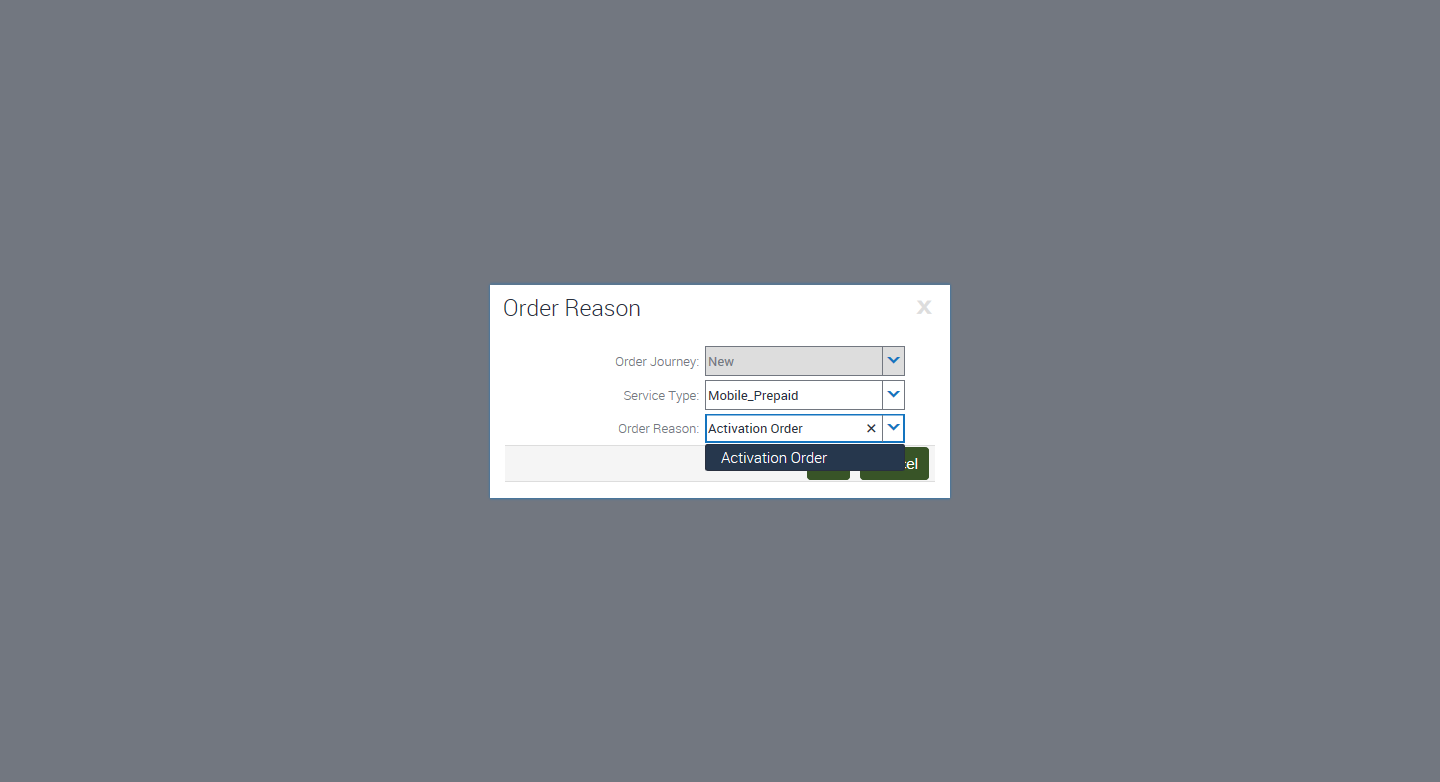 Order Reason
X
Order Journey: New
Service Type: Mobile_Prepaid
Order Reason: Activation Order ×
Activation Order